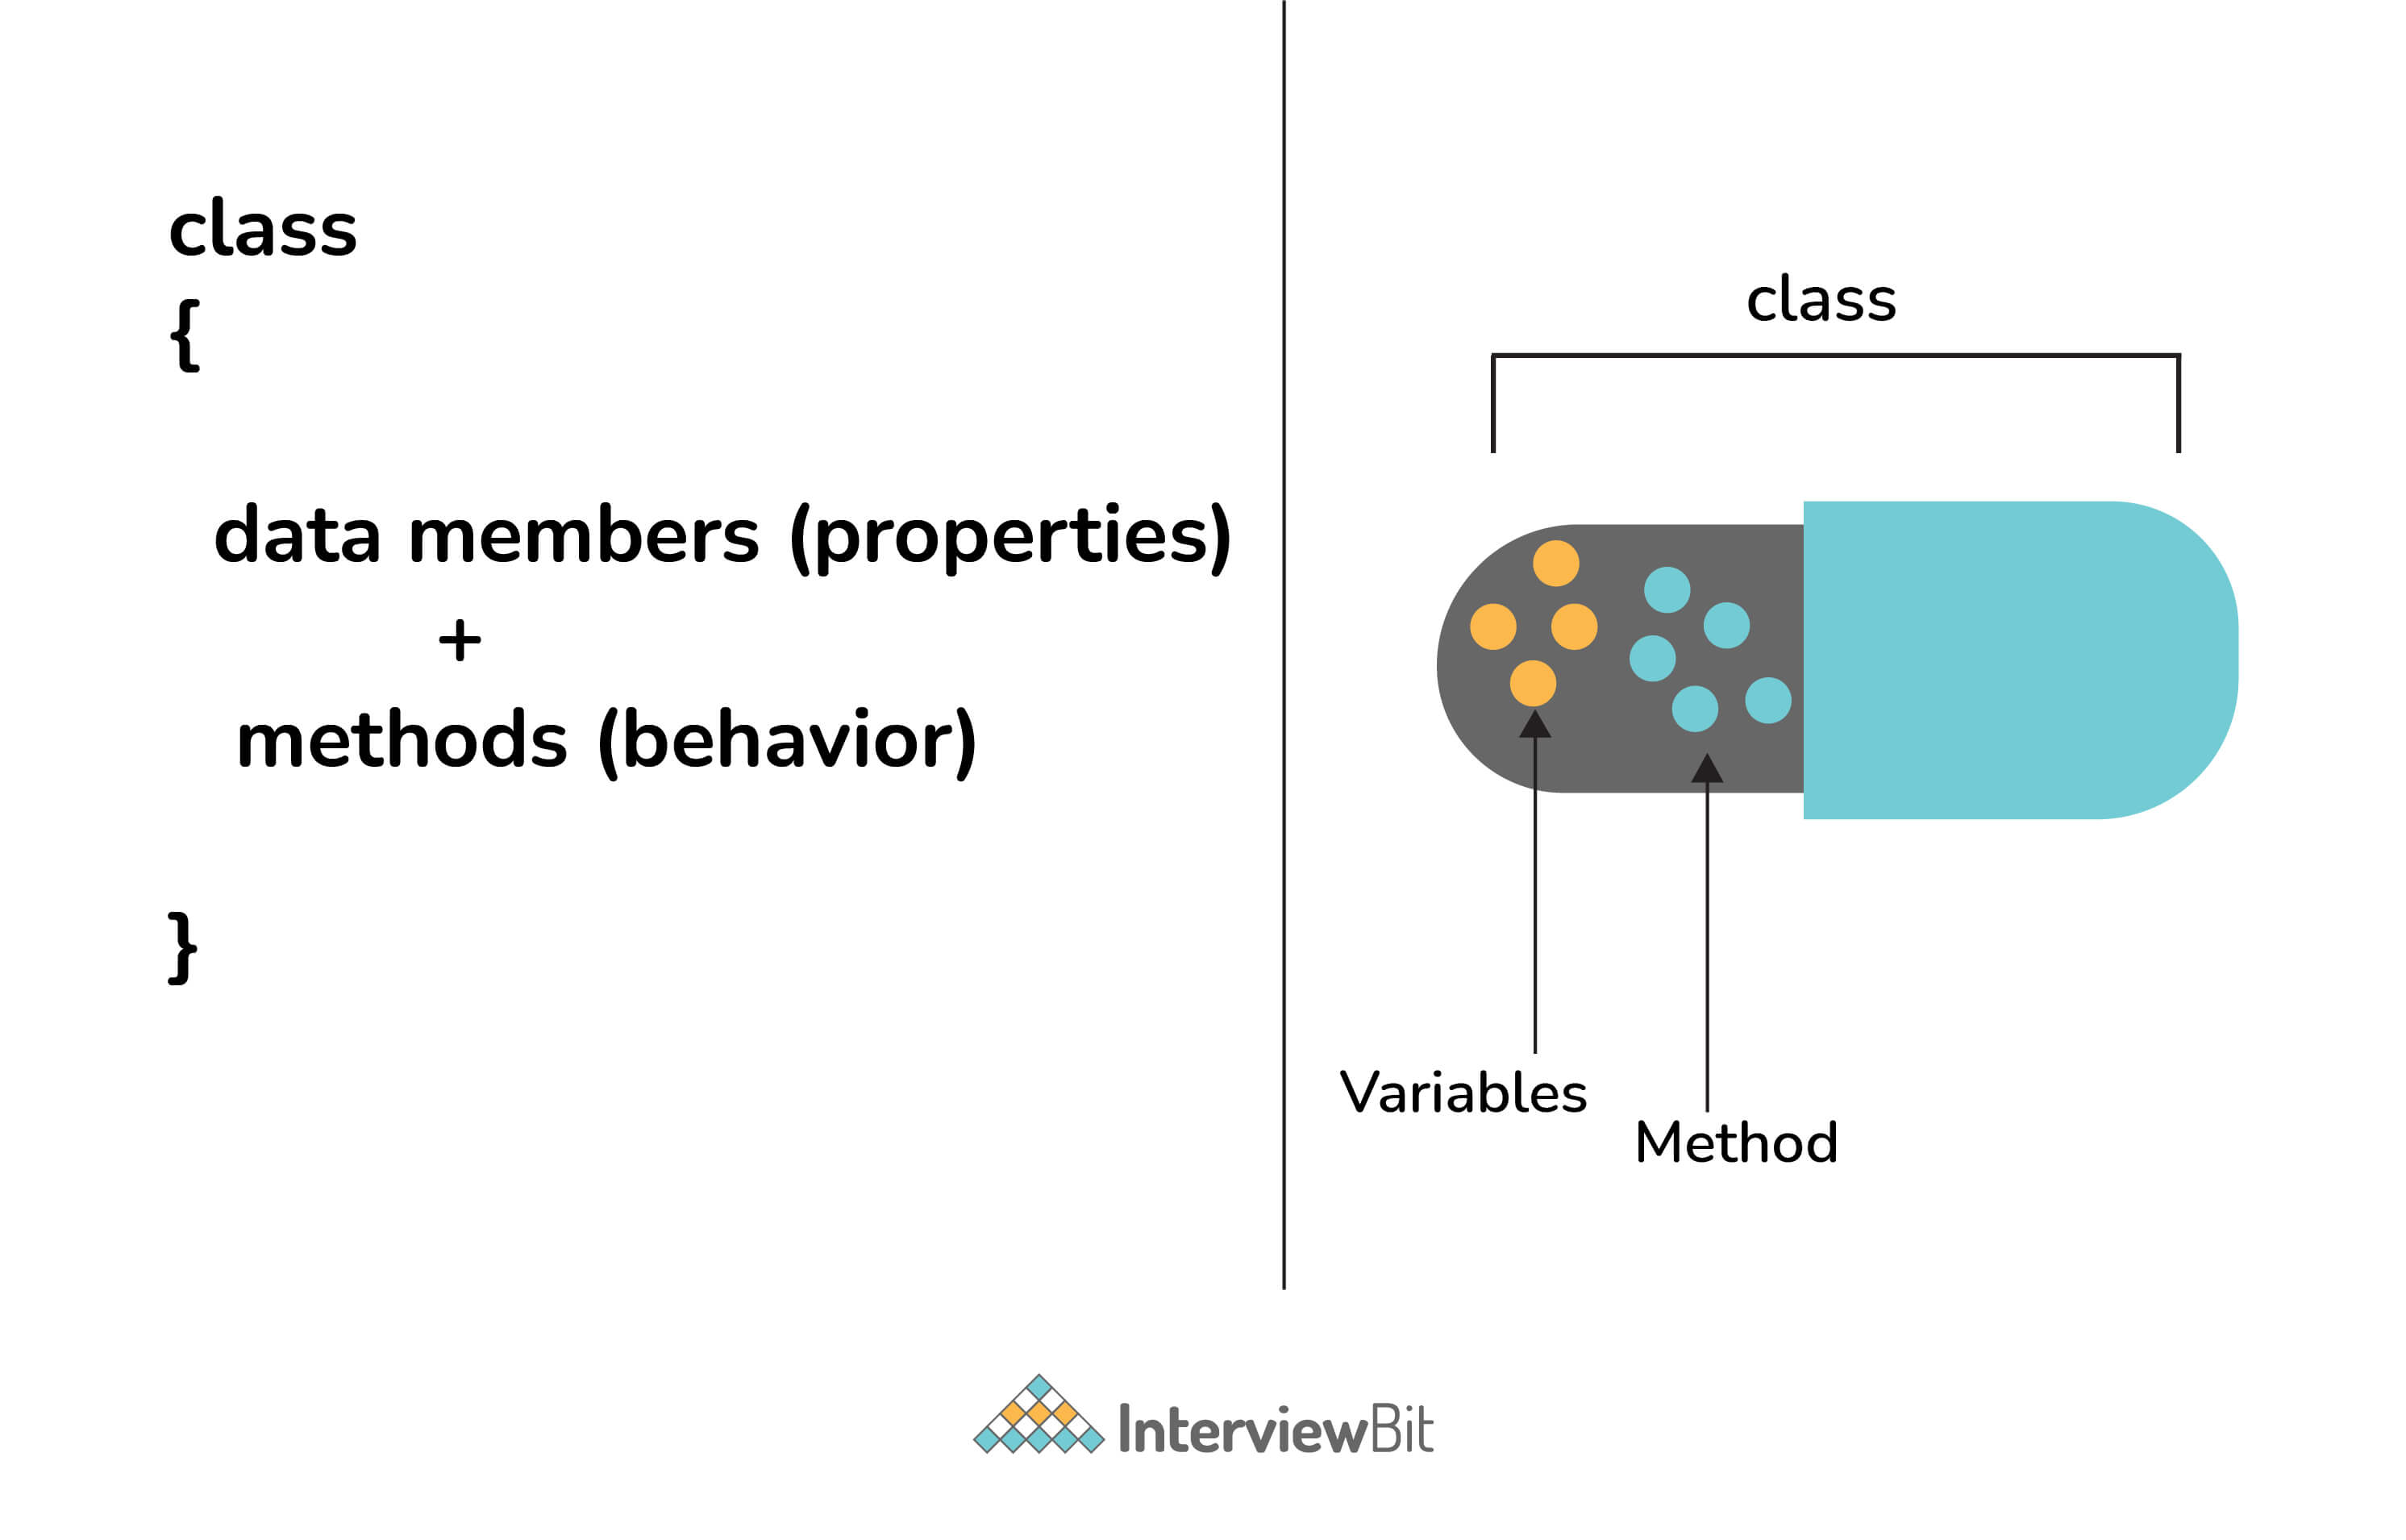 class
{
data members (properties)
+
methods (behavior)
}
class
Variables
Method
InterviewBit